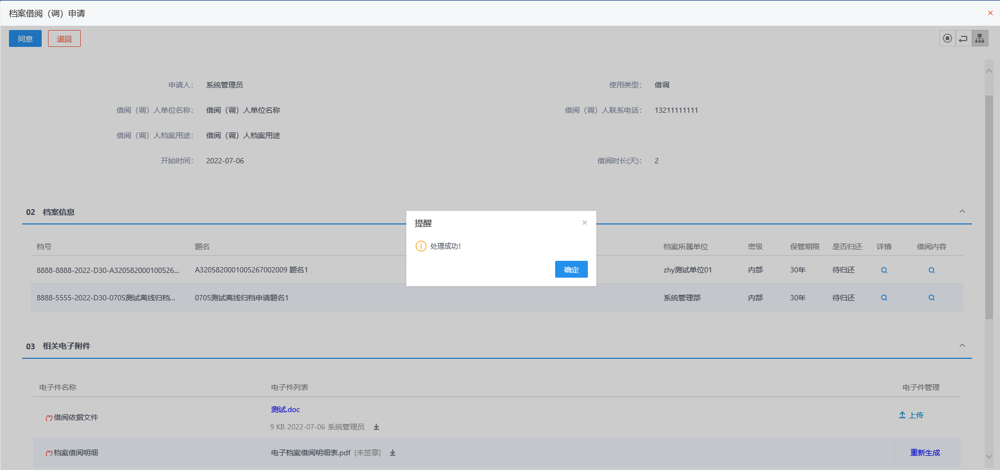 档案借阅（调）申请
同意 退回
申请人： 系统管理员 使用类型： 借调
借阅（调）人单位名称： 借阅（调）人单位名称 借阅（调）人联系电话： 13211111111
借阅（调）人档案用途： 借阅（调）人档案用途
开始时间： 2022-07-06 借阅时长(天)： 2
02 档案信息
提醒
处理成功!
确定
档号 题名 档案所属单位 密级 保管期限 是否归还 详情 借阅内容
8888-8888-2022-D30-A320582000100526... A3205820001005267002009 题名1 zhy测试单位01 内部 30年 待归还
8888-5555-2022-D30-0705测试离线归档... 0705测试离线归档申请题名1 系统管理部 内部 30年 待归还
03 相关电子附件
电子件名称 电子件列表 电子件管理
(*)借阅依据文件 测试.doc 上传
9 KB 2022-07-06 系统管理员
(*)档案借阅明细 电子档案借阅明细表.pdf [未签章] 重新生成